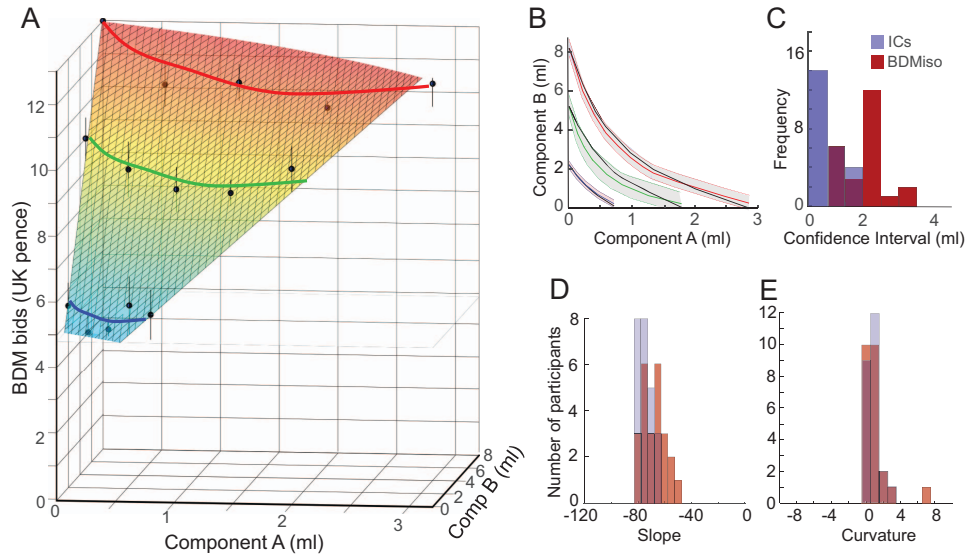 A
BDM bids (UK pence)
12
10
8
6
4
2
0
0
1
2
3
Component A (ml)
0
2
4
6
8
Comp B (ml)
B
Component B (ml)
8
4
0
0
1
2
3
Component A (ml)
C
ICs
BDMiso
Frequency
16
8
0
0
2
4
Confidence Interval (ml)
D
Number of participants
8
6
4
2
0
-120
-80
-40
0
Slope
E
12
10
8
6
4
2
0
-8
-4
0
4
8
Curvature